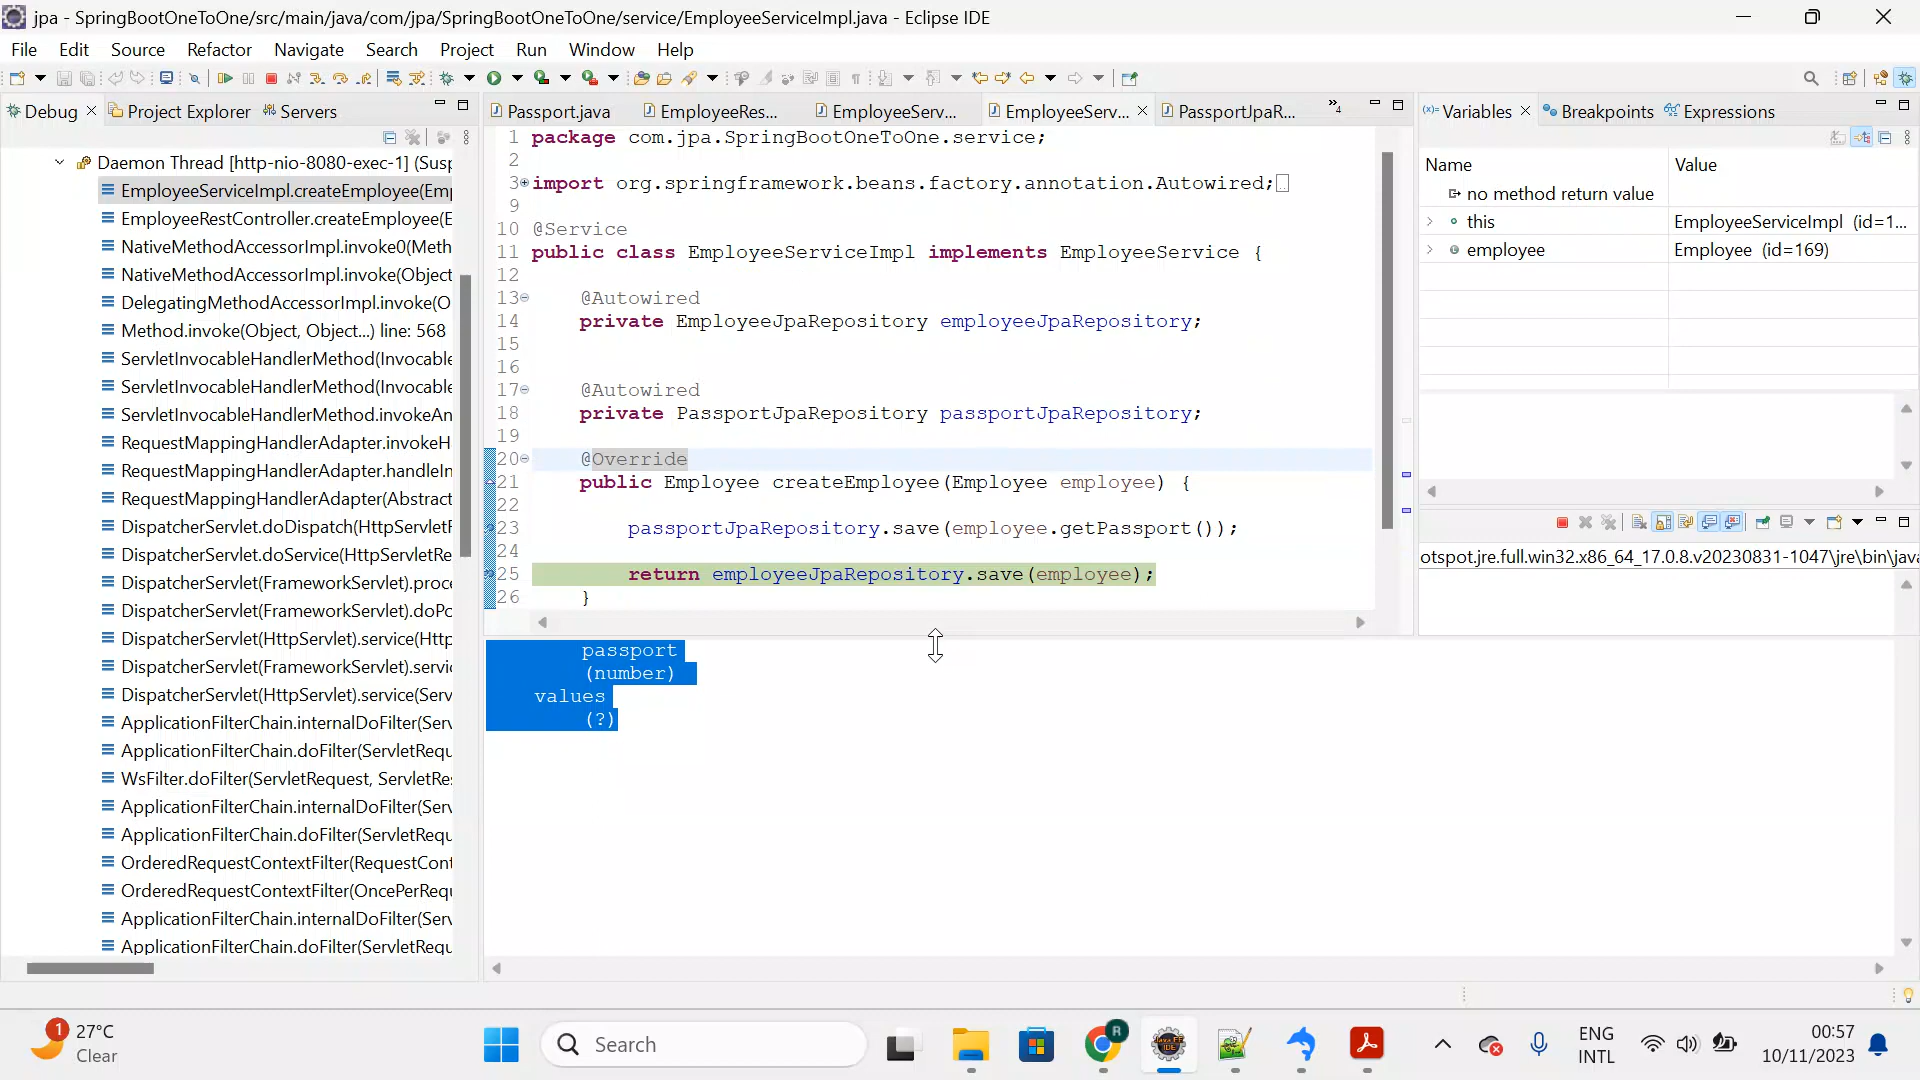 jpa - SpringBootOneToOne/src/main/java/com/jpa/SpringBootOneToOne/service/EmployeeServiceImpl.java - Eclipse IDE
File Edit Source Refactor Navigate Search Project Run Window Help
Debug Project Explorer Servers
Daemon Thread [http-nio-8080-exec-1] (Susp
EmployeeServiceImpl.createEmployee(Emp
EmployeeRestController.createEmployee(E
NativeMethodAccessorImpl.invoke0(Meth
NativeMethodAccessorImpl.invoke(Object
DelegatingMethodAccessorImpl.invoke(O
Method.invoke(Object, Object...) line: 568
ServletInvocableHandlerMethod(Invocable
ServletInvocableHandlerMethod(Invocable
ServletInvocableHandlerMethod.invokeAn
RequestMappingHandlerAdapter.invokeH
RequestMappingHandlerAdapter.handleIn
RequestMappingHandlerAdapter(Abstract
DispatcherServlet.doDispatch(HttpServletF
DispatcherServlet.doService(HttpServletRe
DispatcherServlet(FrameworkServlet).proce
DispatcherServlet(FrameworkServlet).doPo
DispatcherServlet(HttpServlet).service(Http
DispatcherServlet(FrameworkServlet).servic
DispatcherServlet(HttpServlet).service(Serv
ApplicationFilterChain.internalDoFilter(Serv
ApplicationFilterChain.doFilter(ServletRequ
WsFilter.doFilter(ServletRequest, ServletRes
ApplicationFilterChain.internalDoFilter(Serv
ApplicationFilterChain.doFilter(ServletRequ
OrderedRequestContextFilter(RequestCont
OrderedRequestContextFilter(OncePerRequ
ApplicationFilterChain.internalDoFilter(Serv
ApplicationFilterChain.doFilter(ServletRequ
Passport.java EmployeeRes... EmployeeServ... EmployeeServ... PassportJpaR... »4
1 package com.jpa.SpringBootOneToOne.service;
2
3 import org.springframework.beans.factory.annotation.Autowired;
9
10 @Service
11 public class EmployeeServiceImpl implements EmployeeService {
12
13 @Autowired
14 private EmployeeJpaRepository employeeJpaRepository;
15
16
17 @Autowired
18 private PassportJpaRepository passportJpaRepository;
19
20 @Override
21 public Employee createEmployee(Employee employee) {
22
23 passportJpaRepository.save(employee.getPassport());
24
25 return employeeJpaRepository.save(employee);
26 }
passport
(number)
values
(?)
(x)= Variables Breakpoints Expressions
Name Value
no method return value
this EmployeeServiceImpl (id=1...
employee Employee (id=169)
otspot.jre.full.win32.x86_64_17.0.8.v20230831-1047\jre\bin\java
1 27°C
Clear
Search
R
ENG
INTL
00:57
10/11/2023